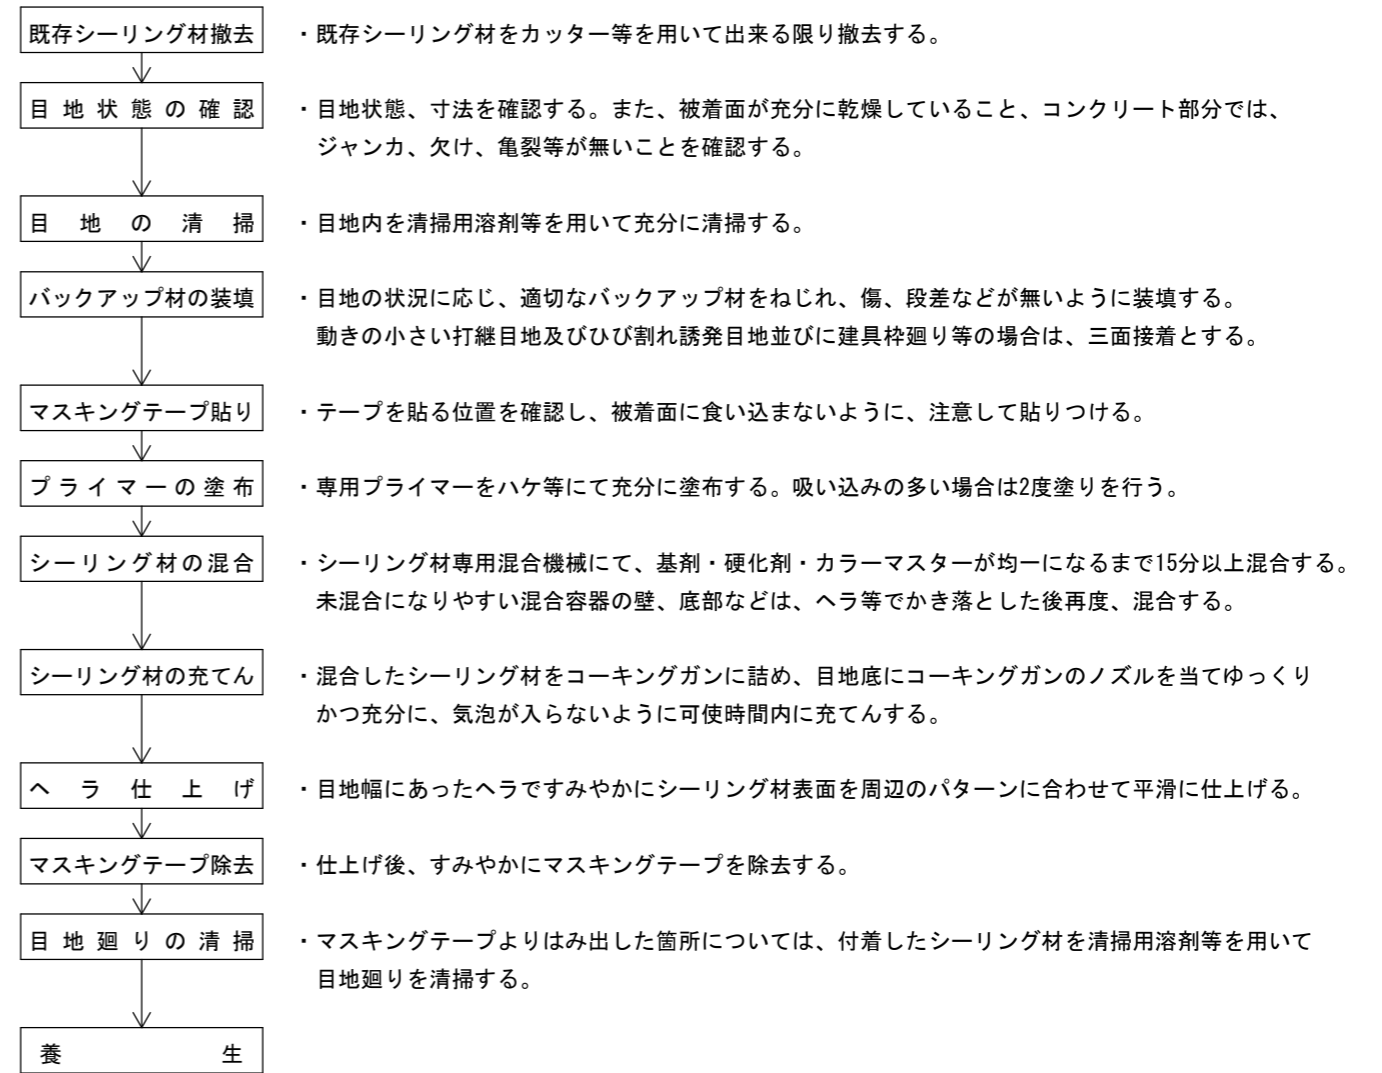 既存シーリング材撤去
・既存シーリング材をカッター等を用いて出来る限り撤去する。
目地状態の確認
・目地状態、寸法を確認する。また、被着面が充分に乾燥していること、コンクリート部分では、
ジャンカ、欠け、亀裂等が無いことを確認する。
目地の清掃
・目地内を清掃用溶剤等を用いて充分に清掃する。
バックアップ材の装填
・目地の状況に応じ、適切なバックアップ材をねじれ、傷、段差などが無いように装填する。
動きの小さい打継目地及びひび割れ誘発目地並びに建具枠廻り等の場合は、三面接着とする。
マスキングテープ貼り
・テープを貼る位置を確認し、被着面に食い込まないように、注意して貼りつける。
プライマーの塗布
・専用プライマーをハケ等にて充分に塗布する。吸い込みの多い場合は2度塗りを行う。
シーリング材の混合
・シーリング材専用混合機械にて、基剤・硬化剤・カラーマスターが均一になるまで15分以上混合する。
未混合になりやすい混合容器の壁、底部などは、ヘラ等でかき落とした後再度、混合する。
シーリング材の充てん
・混合したシーリング材をコーキングガンに詰め、目地底にコーキングガンのノズルを当てゆっくり
かつ充分に、気泡が入らないように可使時間内に充てんする。
ヘラ仕上げ
・目地幅にあったヘラですみやかにシーリング材表面を周辺のパターンに合わせて平滑に仕上げる。
マスキングテープ除去
・仕上げ後、すみやかにマスキングテープを除去する。
目地廻りの清掃
・マスキングテープよりはみ出した箇所については、付着したシーリング材を清掃用溶剤等を用いて
目地廻りを清掃する。
養生